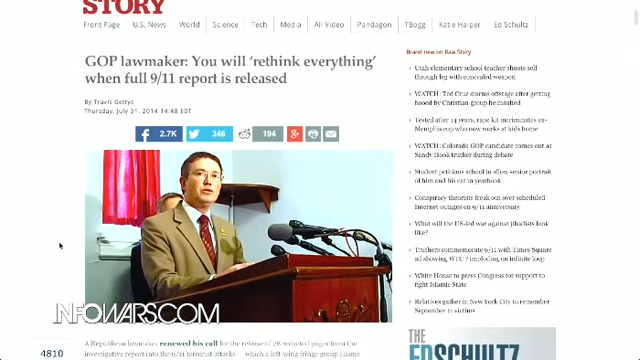 STORY
Front Page U.S. News World Science Tech Media All Video Pandagon TBogg Katie Halper Ed Schultz
GOP lawmaker: You will ‘rethink everything’
when full 9/11 report is released
By Travis Gettys
Thursday, July 31, 2014 14:48 EDT
2.7K
346
194
Brand new on Raw Story
Utah elementary school teacher shoots self
through leg with concealed weapon
WATCH: Ted Cruz storms offstage after getting
booed by Christian group he insulted
Tested after 14 years, rape kit incriminates ex-
Memphis cop who now works at kids home
WATCH: Colorado GOP candidate comes out as
Sandy Hook truther during debate
Student petitions school to allow senior portrait
of him and his cat in yearbook
Conspiracy theorists freak out over scheduled
Internet outages on 9/11 anniversary
What will the US-led war against jihadists look
like?
Truthers commemorate 9/11 with Times Square
ad showing WTC 7 imploding on infinite loop
White House to press Congress for support to
fight Islamic State
Relatives gather in New York City to remember
September 11 victims
INFOWARS.COM
4810
A Republican lawmaker renewed his call for the release of 28 redacted pages from the
investigative report into the 9/11 terrorist attacks which a left wing fringe group claims
THE
ED SCHULTZ